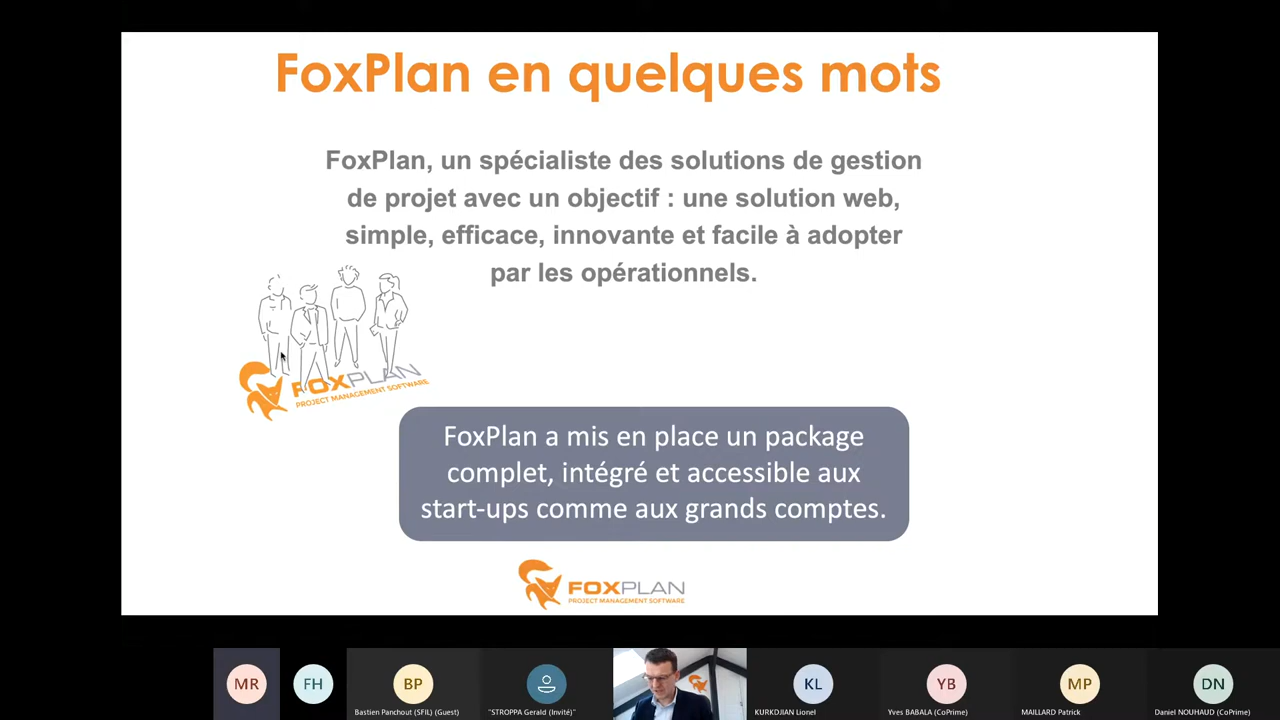 FoxPlan en quelques mots
FoxPlan, un spécialiste des solutions de gestion
de projet avec un objectif : une solution web,
simple, efficace, innovante et facile à adopter
par les opérationnels.
FOXPLAN
PROJECT MANAGEMENT SOFTWARE
FoxPlan a mis en place un package
complet, intégré et accessible aux
start-ups comme aux grands comptes.
FOXPLAN
PROJECT MANAGEMENT SOFTWARE
MR
FH
BP
KL
YB
MP
DN
Bastien Panchout (SFIL) (Guest)
"STROPPA Gerald (Invité)"
KURKDJIAN Lionel
Yves BABALA (CoPrime)
MAILLARD Patrick
Daniel NOUHAUD (CoPrime)